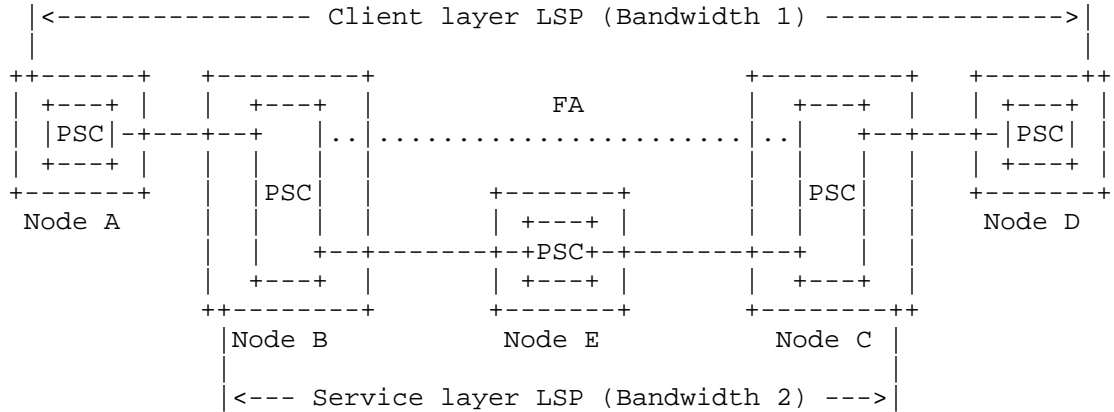 |<---------------- Client layer LSP (Bandwidth 1) --------------->|
FA
PSC PSC
PSC PSC
Node A Node D
PSC
Node B Node E Node C
|<--- Service layer LSP (Bandwidth 2) --->|